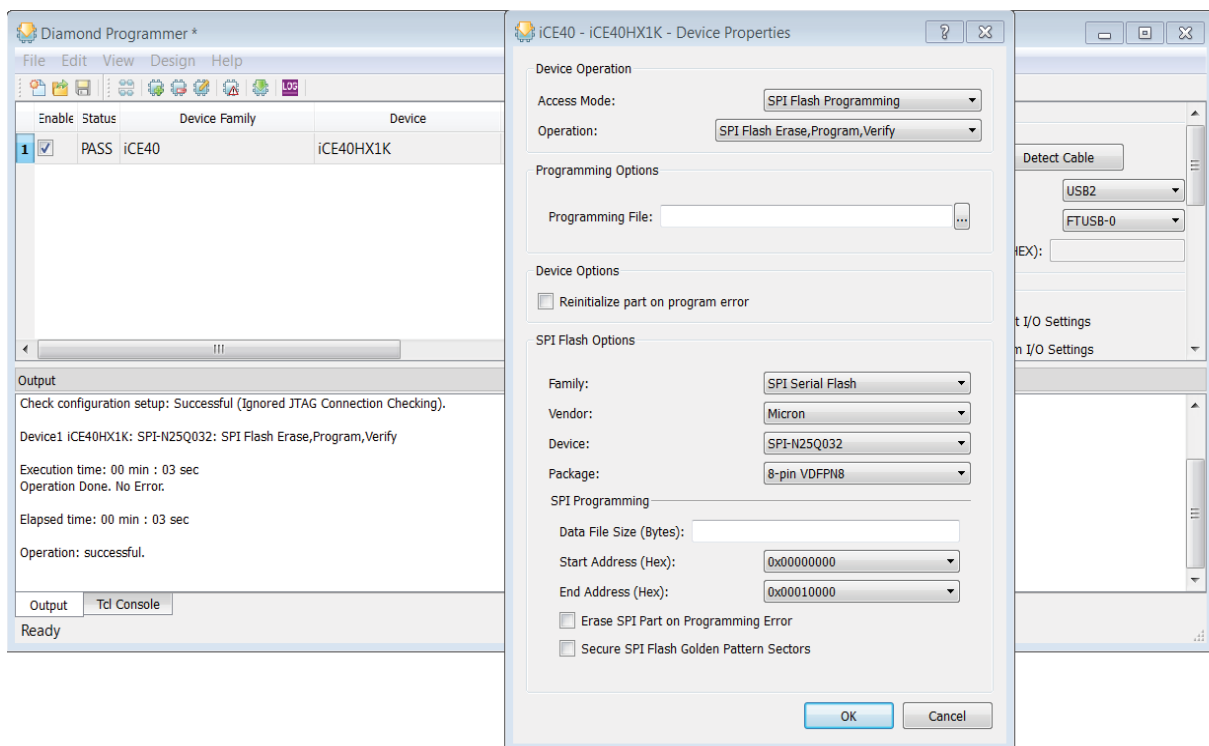 Diamond Programmer *
File Edit View Design Help
LOG
Enable Status Device Family Device
1 PASS iCE40 iCE40HX1K
Output
Check configuration setup: Successful (Ignored JTAG Connection Checking).
Device1 iCE40HX1K: SPI-N25Q032: SPI Flash Erase,Program,Verify
Execution time: 00 min : 03 sec
Operation Done. No Error.
Elapsed time: 00 min : 03 sec
Operation: successful.
Output Tcl Console
Ready
iCE40 - iCE40HX1K - Device Properties
Device Operation
Access Mode: SPI Flash Programming
Operation: SPI Flash Erase,Program,Verify
Programming Options
Programming File: ...
Device Options
Reinitialize part on program error
SPI Flash Options
Family: SPI Serial Flash
Vendor: Micron
Device: SPI-N25Q032
Package: 8-pin VDFPN8
SPI Programming
Data File Size (Bytes):
Start Address (Hex): 0x00000000
End Address (Hex): 0x00010000
Erase SPI Part on Programming Error
Secure SPI Flash Golden Pattern Sectors
OK Cancel
Detect Cable
USB2
FTUSB-0
HEX):
t I/O Settings
m I/O Settings